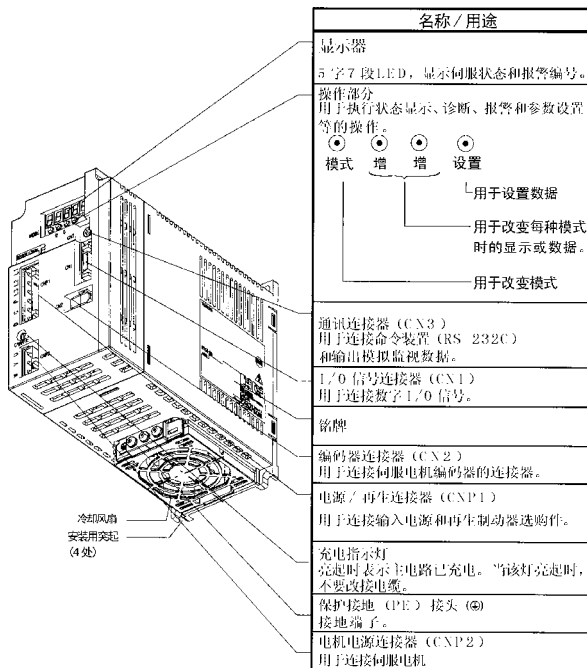 名称/用途
显示器
5 字 7 段LED，显示伺服状态和报警编号。
操作部分
用于执行状态显示、诊断、报警和参数设置
等的操作。
模式 增 增 设置
用于设置数据
用于改变每种模式
时的显示或数据。
用于改变模式
通讯连接器 (CN3)
用于连接命令装置 (RS 232C)
和输出模拟监视数据。
I/O 信号连接器 (CN1)
用于连接数字 I/O 信号。
铭牌
编码器连接器 (CN2)
用于连接伺服电机编码器的连接器。
电源/再生连接器 (CNP1)
用于连接输入电源和再生制动器选购件。
充电指示灯
亮起时表示主电路已充电。当该灯亮起时，
不要改接电缆。
保护接地 (PE) 接头
接地端子。
电机电源连接器 (CNP2)
用于连接伺服电机
冷却风扇
安装用突起
(4 处)